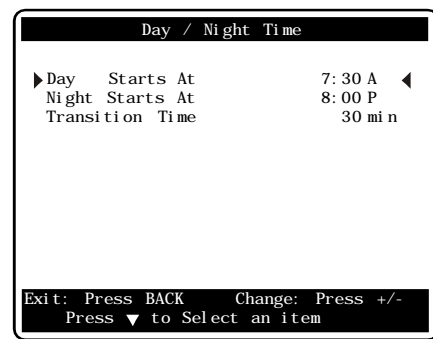 Day / Night Time
Day Starts At 7:30 A
Night Starts At 8:00 P
Transition Time 30 min
Exit: Press BACK Change: Press +/-
Press ▼ to Select an item